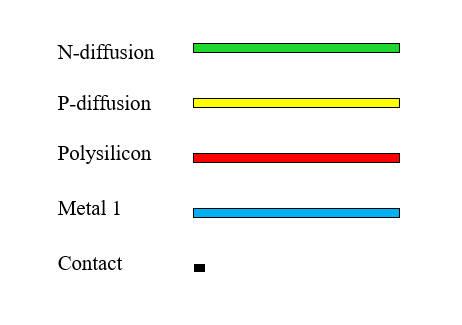 N-diffusion
P-diffusion
Polysilicon
Metal 1
Contact